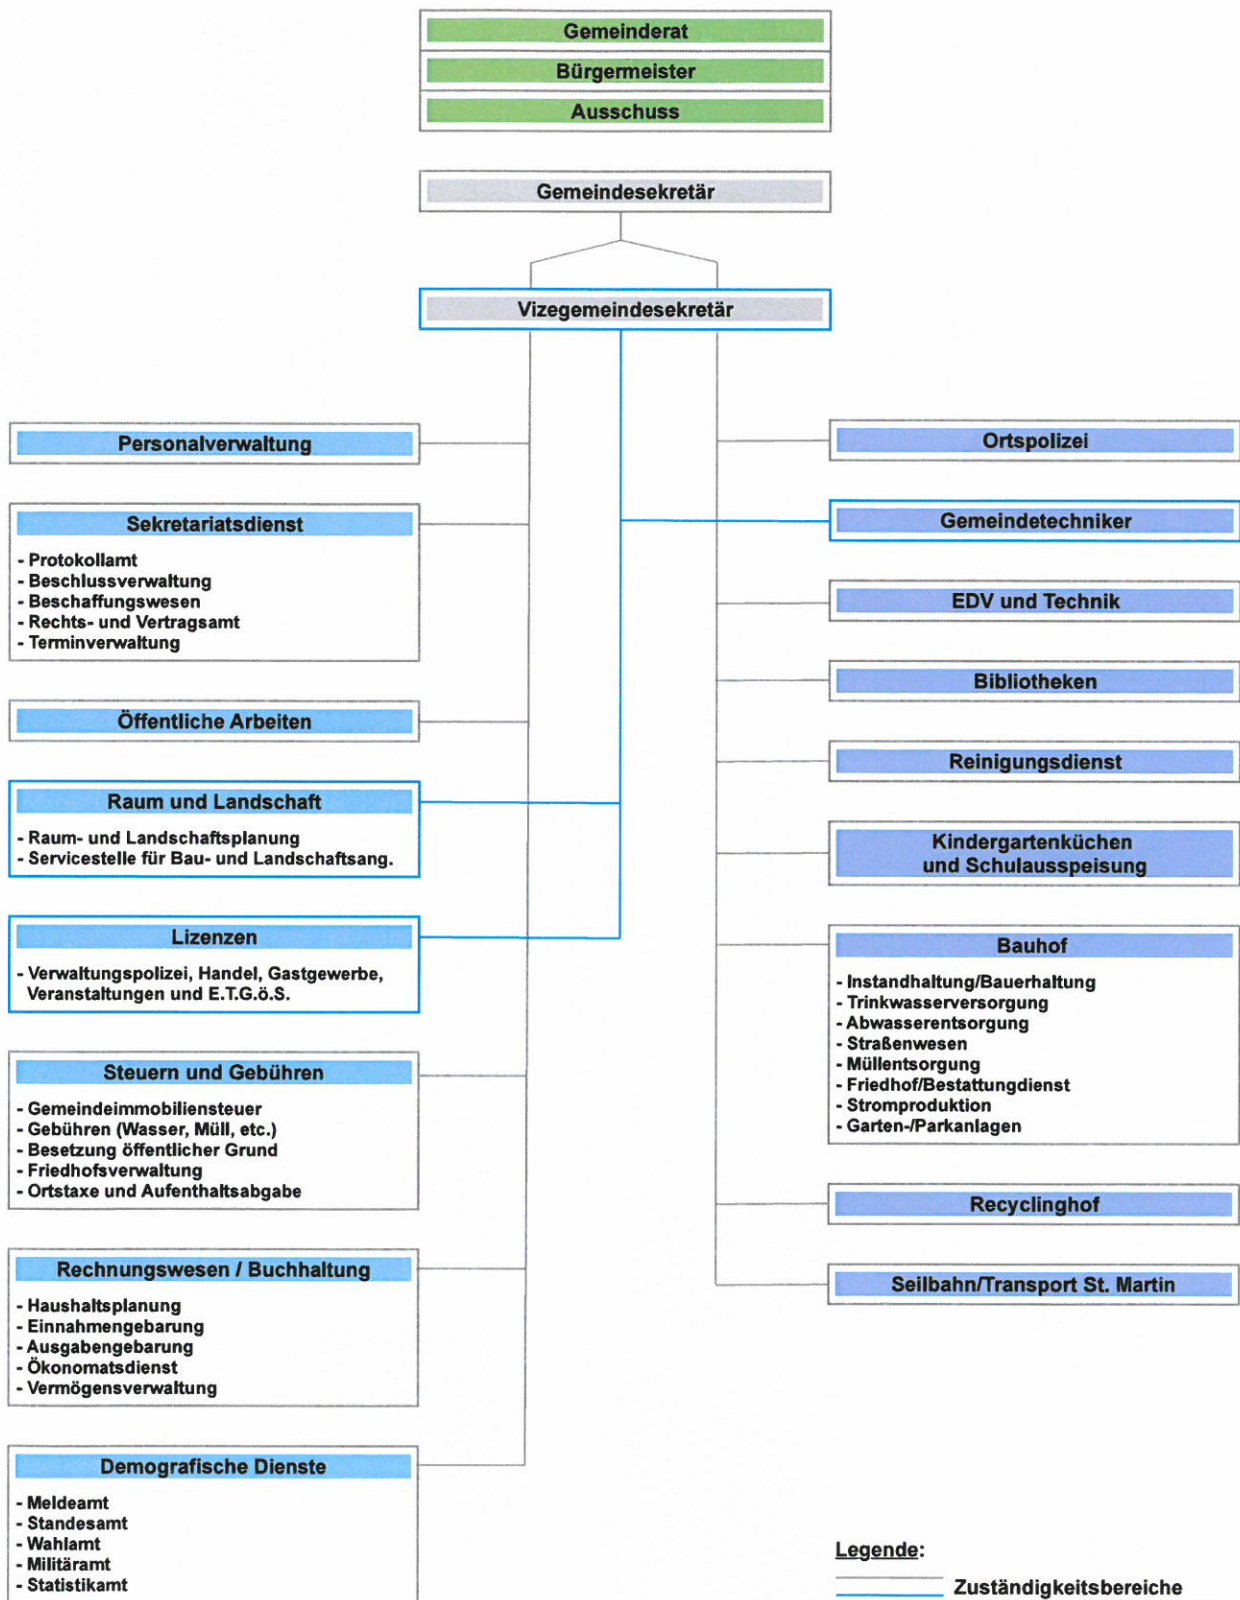 Gemeinderat
Bürgermeister
Ausschuss
Gemeindesekretär
Vizegemeindesekretär
Personalverwaltung
Sekretariatsdienst
- Protokollamt
- Beschlussverwaltung
- Beschaffungswesen
- Rechts- und Vertragsamt
- Terminverwaltung
Öffentliche Arbeiten
Raum und Landschaft
- Raum- und Landschaftsplanung
- Servicestelle für Bau- und Landschaftsang.
Lizenzen
- Verwaltungspolizei, Handel, Gastgewerbe,
Veranstaltungen und E.T.G.ö.S.
Steuern und Gebühren
- Gemeindeimmobiliensteuer
- Gebühren (Wasser, Müll, etc.)
- Besetzung öffentlicher Grund
- Friedhofsverwaltung
- Ortstaxe und Aufenthaltsabgabe
Rechnungswesen / Buchhaltung
- Haushaltsplanung
- Einnahmengebarung
- Ausgabengebarung
- Ökonomatsdienst
- Vermögensverwaltung
Demografische Dienste
- Meldeamt
- Standesamt
- Wahlamt
- Militäramt
- Statistikamt
Ortspolizei
Gemeindetechniker
EDV und Technik
Bibliotheken
Reinigungsdienst
Kindergartenküchen
und Schulausspeisung
Bauhof
- Instandhaltung/Bauerhaltung
- Trinkwasserversorgung
- Abwasserentsorgung
- Straßenwesen
- Müllentsorgung
- Friedhof/Bestattungdienst
- Stromproduktion
- Garten-/Parkanlagen
Recyclinghof
Seilbahn/Transport St. Martin
Legende:
Zuständigkeitsbereiche